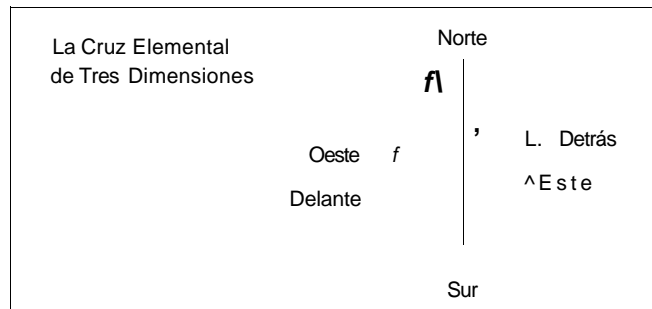 La Cruz Elemental
de Tres Dimensiones
Norte
f\
,
L. Detrás
Oeste f
^Este
Delante
Sur